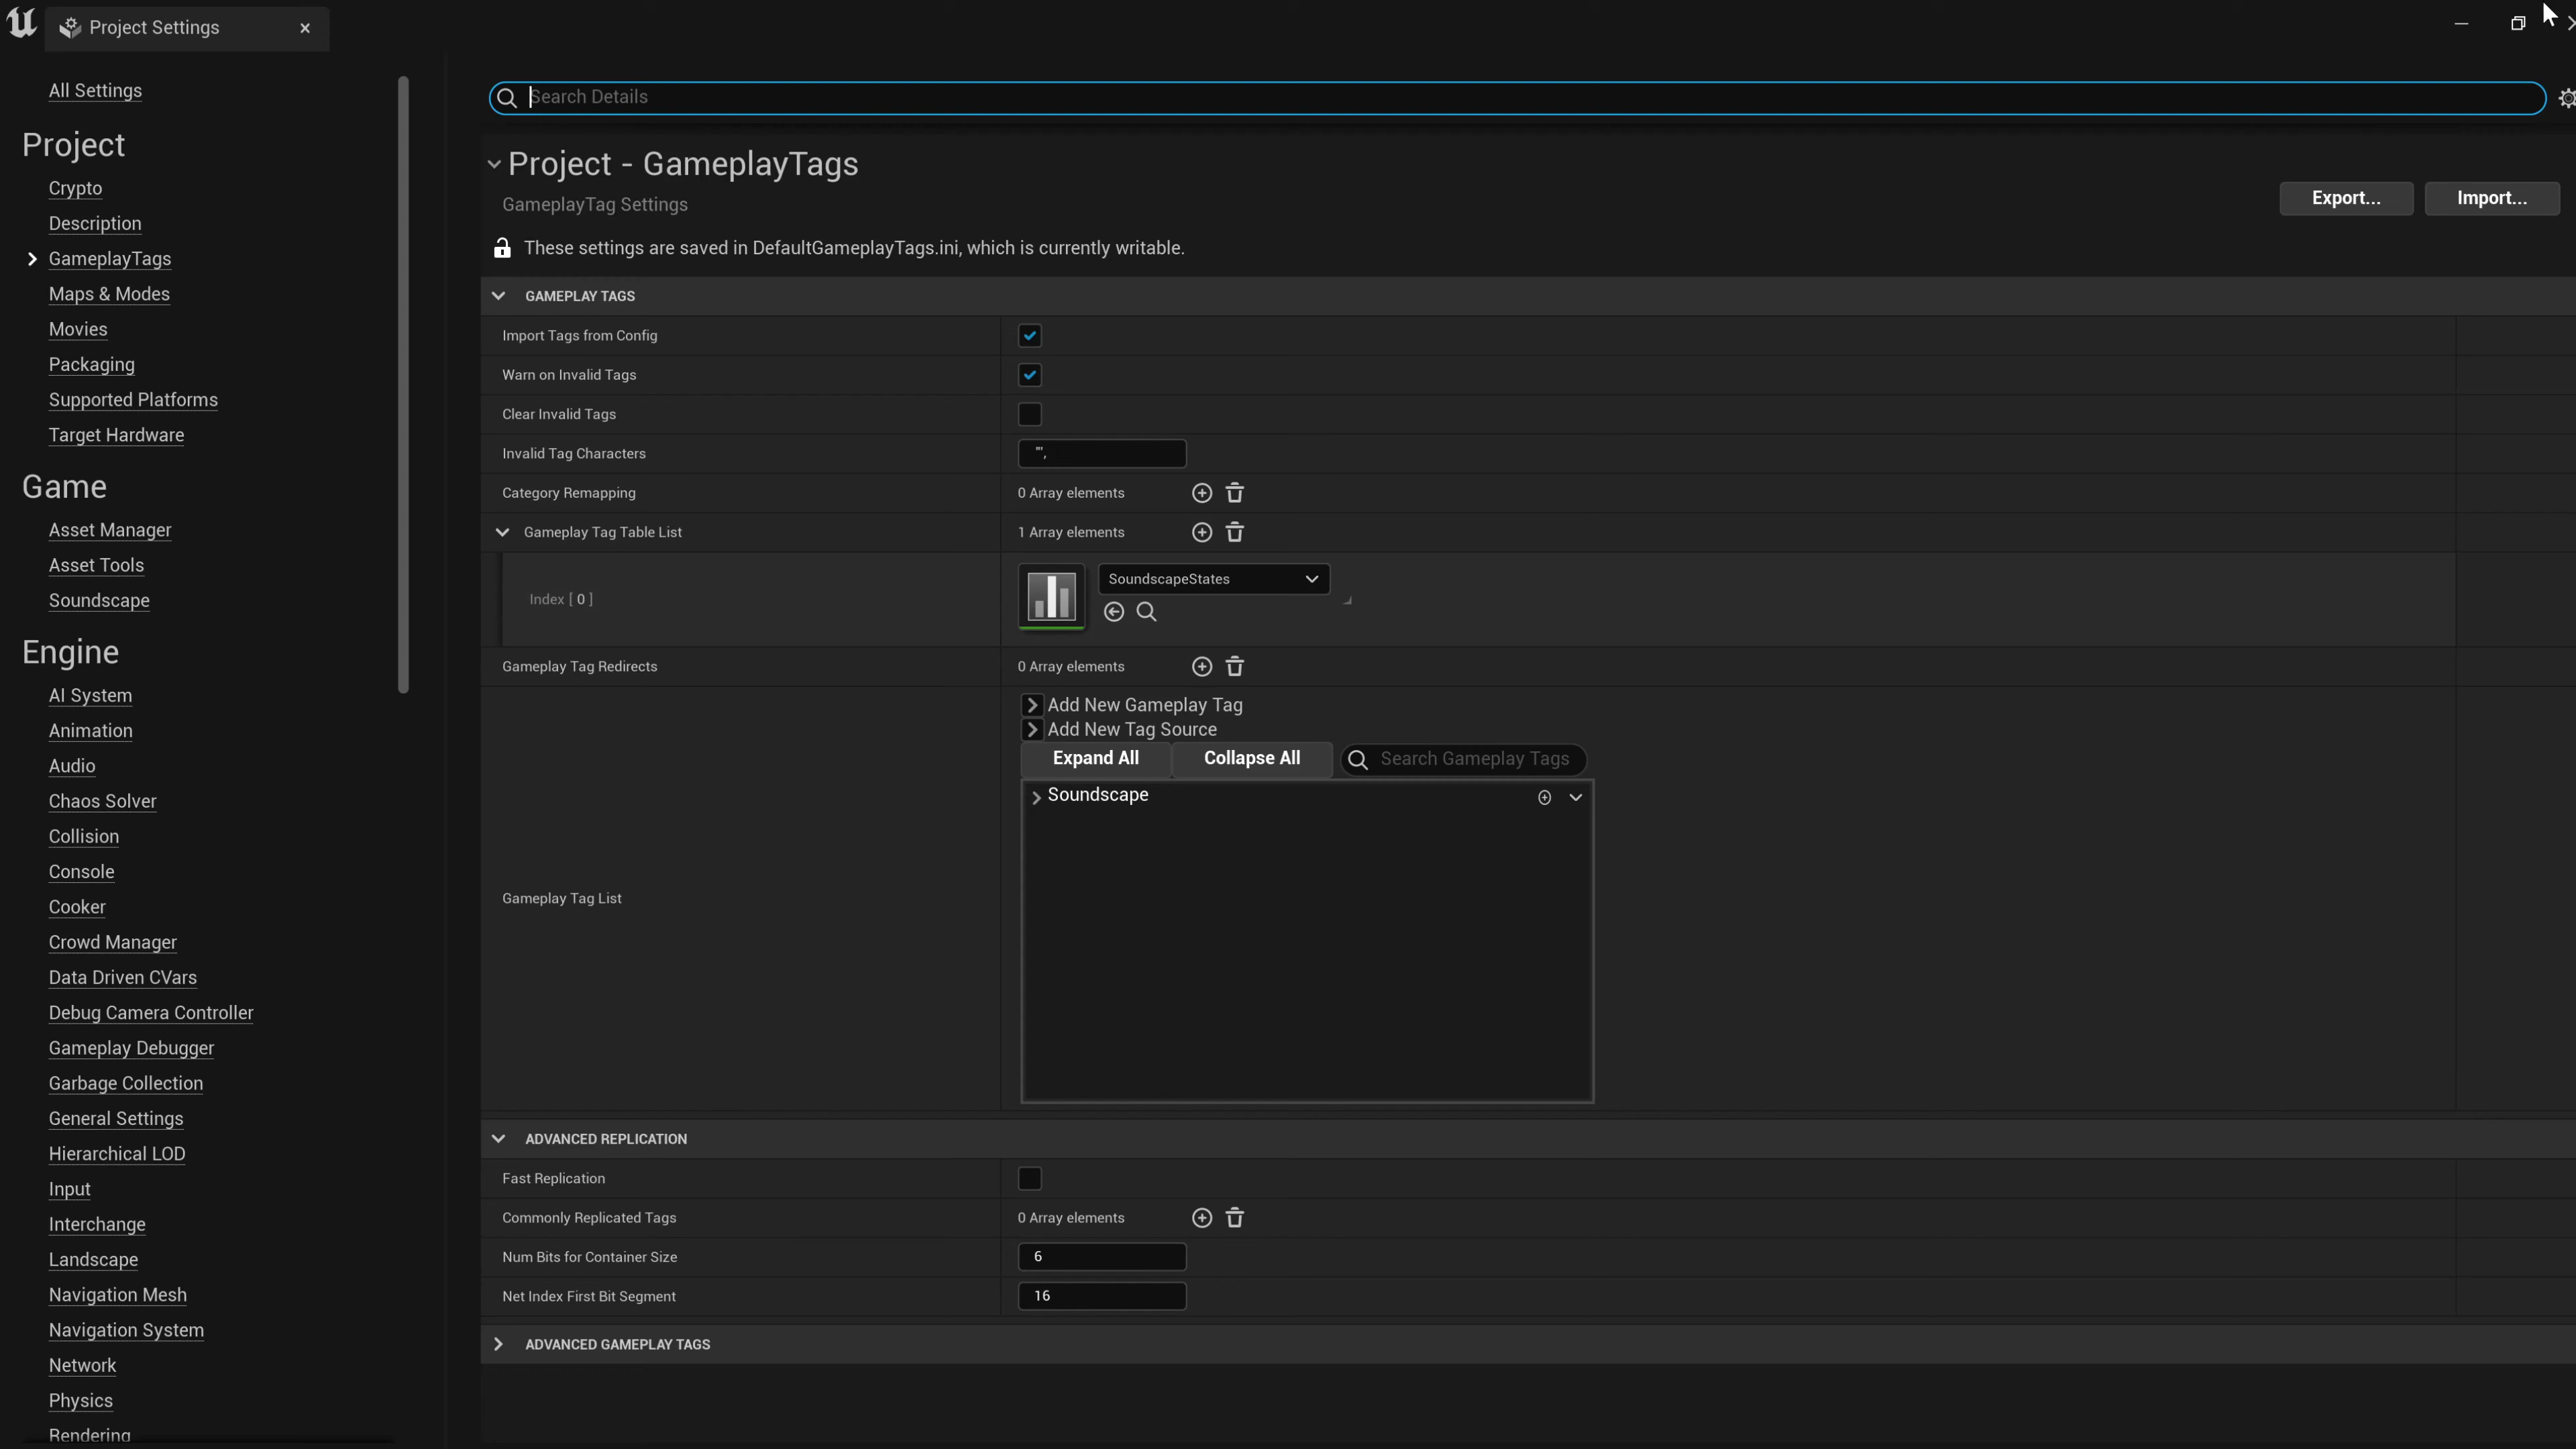 Project Settings
All Settings
Project
Crypto
Description
GameplayTags
Maps & Modes
Movies
Packaging
Supported Platforms
Target Hardware
Game
Asset Manager
Asset Tools
Soundscape
Engine
AI System
Animation
Audio
Chaos Solver
Collision
Console
Cooker
Crowd Manager
Data Driven CVars
Debug Camera Controller
Gameplay Debugger
Garbage Collection
General Settings
Hierarchical LOD
Input
Interchange
Landscape
Navigation Mesh
Navigation System
Network
Physics
Rendering
Search Details
Project - GameplayTags
GameplayTag Settings
Export...
Import...
These settings are saved in DefaultGameplayTags.ini, which is currently writable.
GAMEPLAY TAGS
Import Tags from Config
Warn on Invalid Tags
Clear Invalid Tags
Invalid Tag Characters
"',
Category Remapping
0 Array elements
Gameplay Tag Table List
1 Array elements
Index [ 0 ]
SoundscapeStates
Gameplay Tag Redirects
0 Array elements
Add New Gameplay Tag
Add New Tag Source
Expand All
Collapse All
Search Gameplay Tags
Soundscape
Gameplay Tag List
ADVANCED REPLICATION
Fast Replication
Commonly Replicated Tags
0 Array elements
Num Bits for Container Size
6
Net Index First Bit Segment
16
ADVANCED GAMEPLAY TAGS